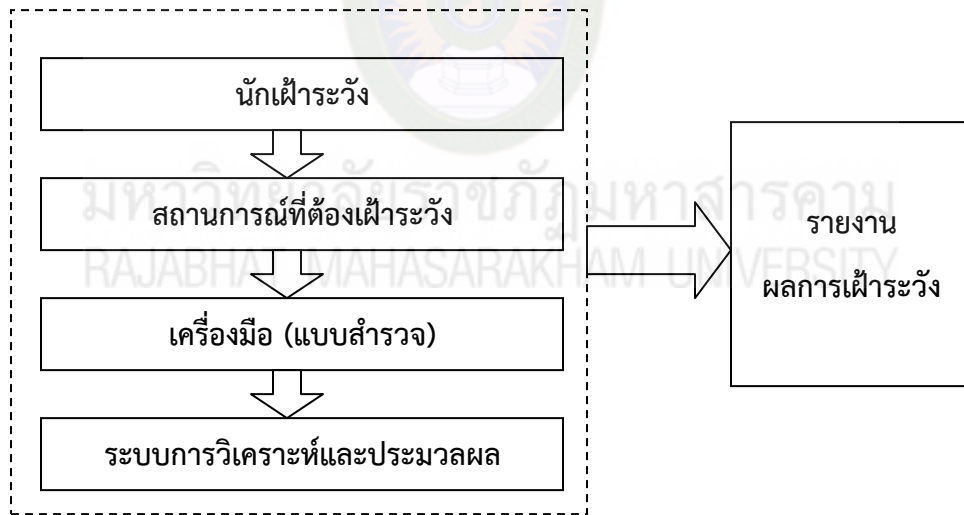 นักเฝ้าระวัง
สถานการณ์ที่ต้องเฝ้าระวัง
เครื่องมือ (แบบสำรวจ)
ระบบการวิเคราะห์และประมวลผล
รายงาน
ผลการเฝ้าระวัง
มหาวิทยาลัยราชภัฏมหาสารคาม
RAJABHAT MAHASARAKHAM UNIVERSITY